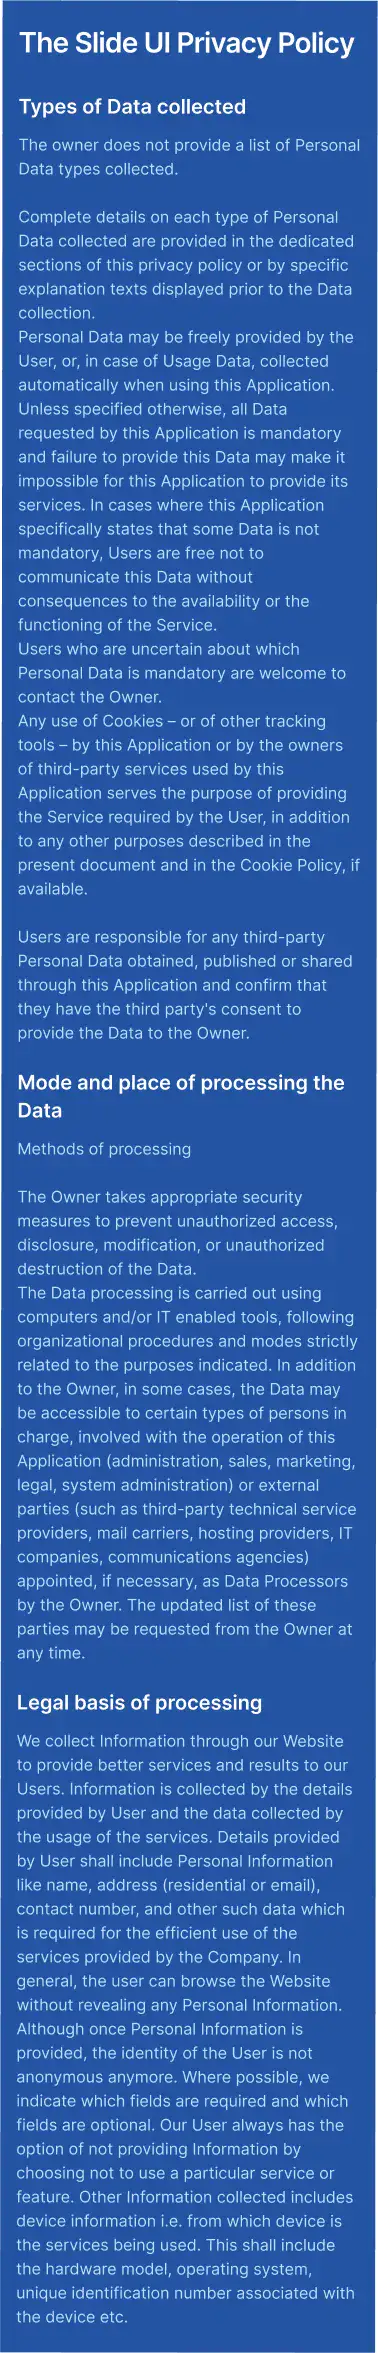 The Slide UI Privacy Policy
Types of Data collected
The owner does not provide a list of Personal
Data types collected.
Complete details on each type of Personal
Data collected are provided in the dedicated
sections of this privacy policy or by specific
explanation texts displayed prior to the Data
collection.
Personal Data may be freely provided by the
User, or, in case of Usage Data, collected
automatically when using this Application.
Unless specified otherwise, all Data
requested by this Application is mandatory
and failure to provide this Data may make it
impossible for this Application to provide its
services. In cases where this Application
specifically states that some Data is not
mandatory, Users are free not to
communicate this Data without
consequences to the availability or the
functioning of the Service.
Users who are uncertain about which
Personal Data is mandatory are welcome to
contact the Owner.
Any use of Cookies – or of other tracking
tools – by this Application or by the owners
of third-party services used by this
Application serves the purpose of providing
the Service required by the User, in addition
to any other purposes described in the
present document and in the Cookie Policy, if
available.
Users are responsible for any third-party
Personal Data obtained, published or shared
through this Application and confirm that
they have the third party's consent to
provide the Data to the Owner.
Mode and place of processing the
Data
Methods of processing
The Owner takes appropriate security
measures to prevent unauthorized access,
disclosure, modification, or unauthorized
destruction of the Data.
The Data processing is carried out using
computers and/or IT enabled tools, following
organizational procedures and modes strictly
related to the purposes indicated. In addition
to the Owner, in some cases, the Data may
be accessible to certain types of persons in
charge, involved with the operation of this
Application (administration, sales, marketing,
legal, system administration) or external
parties (such as third-party technical service
providers, mail carriers, hosting providers, IT
companies, communications agencies)
appointed, if necessary, as Data Processors
by the Owner. The updated list of these
parties may be requested from the Owner at
any time.
Legal basis of processing
We collect Information through our Website
to provide better services and results to our
Users. Information is collected by the details
provided by User and the data collected by
the usage of the services. Details provided
by User shall include Personal Information
like name, address (residential or email),
contact number, and other such data which
is required for the efficient use of the
services provided by the Company. In
general, the user can browse the Website
without revealing any Personal Information.
Although once Personal Information is
provided, the identity of the User is not
anonymous anymore. Where possible, we
indicate which fields are required and which
fields are optional. Our User always has the
option of not providing Information by
choosing not to use a particular service or
feature. Other Information collected includes
device information i.e. from which device is
the services being used. This shall include
the hardware model, operating system,
unique identification number associated with
the device etc.